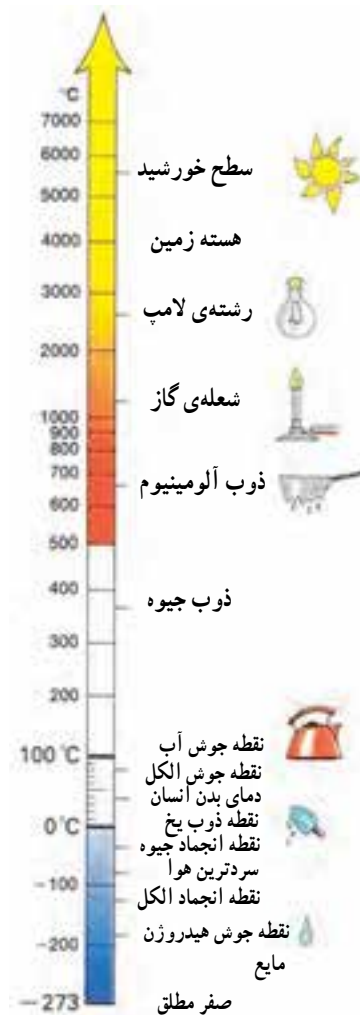 °C
7000
6000
سطح خورشید
5000
4000
هسته زمین
3000
رشته‌ی لامپ
2000
شعله‌ی گاز
1000
900
800
700
ذوب آلومینیوم
600
500
400
ذوب جیوه
300
200
نقطه جوش آب
100 °C
نقطه جوش الکل
دمای بدن انسان
نقطه ذوب یخ
0 °C
نقطه انجماد جیوه
سردترین هوا
-100
نقطه انجماد الکل
نقطه جوش هیدروژن
-200
مایع
-273
صفر مطلق